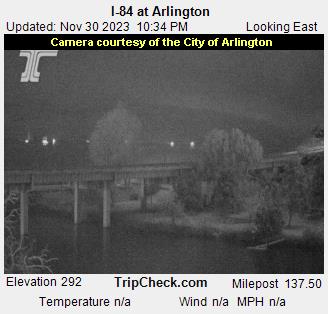 I-84 at Arlington
Updated: Nov 30 2023 10:34 PM Looking East
Camera courtesy of the City of Arlington
Elevation 292 TripCheck.com Milepost 137.50
Temperature n/a Wind n/a MPH n/a